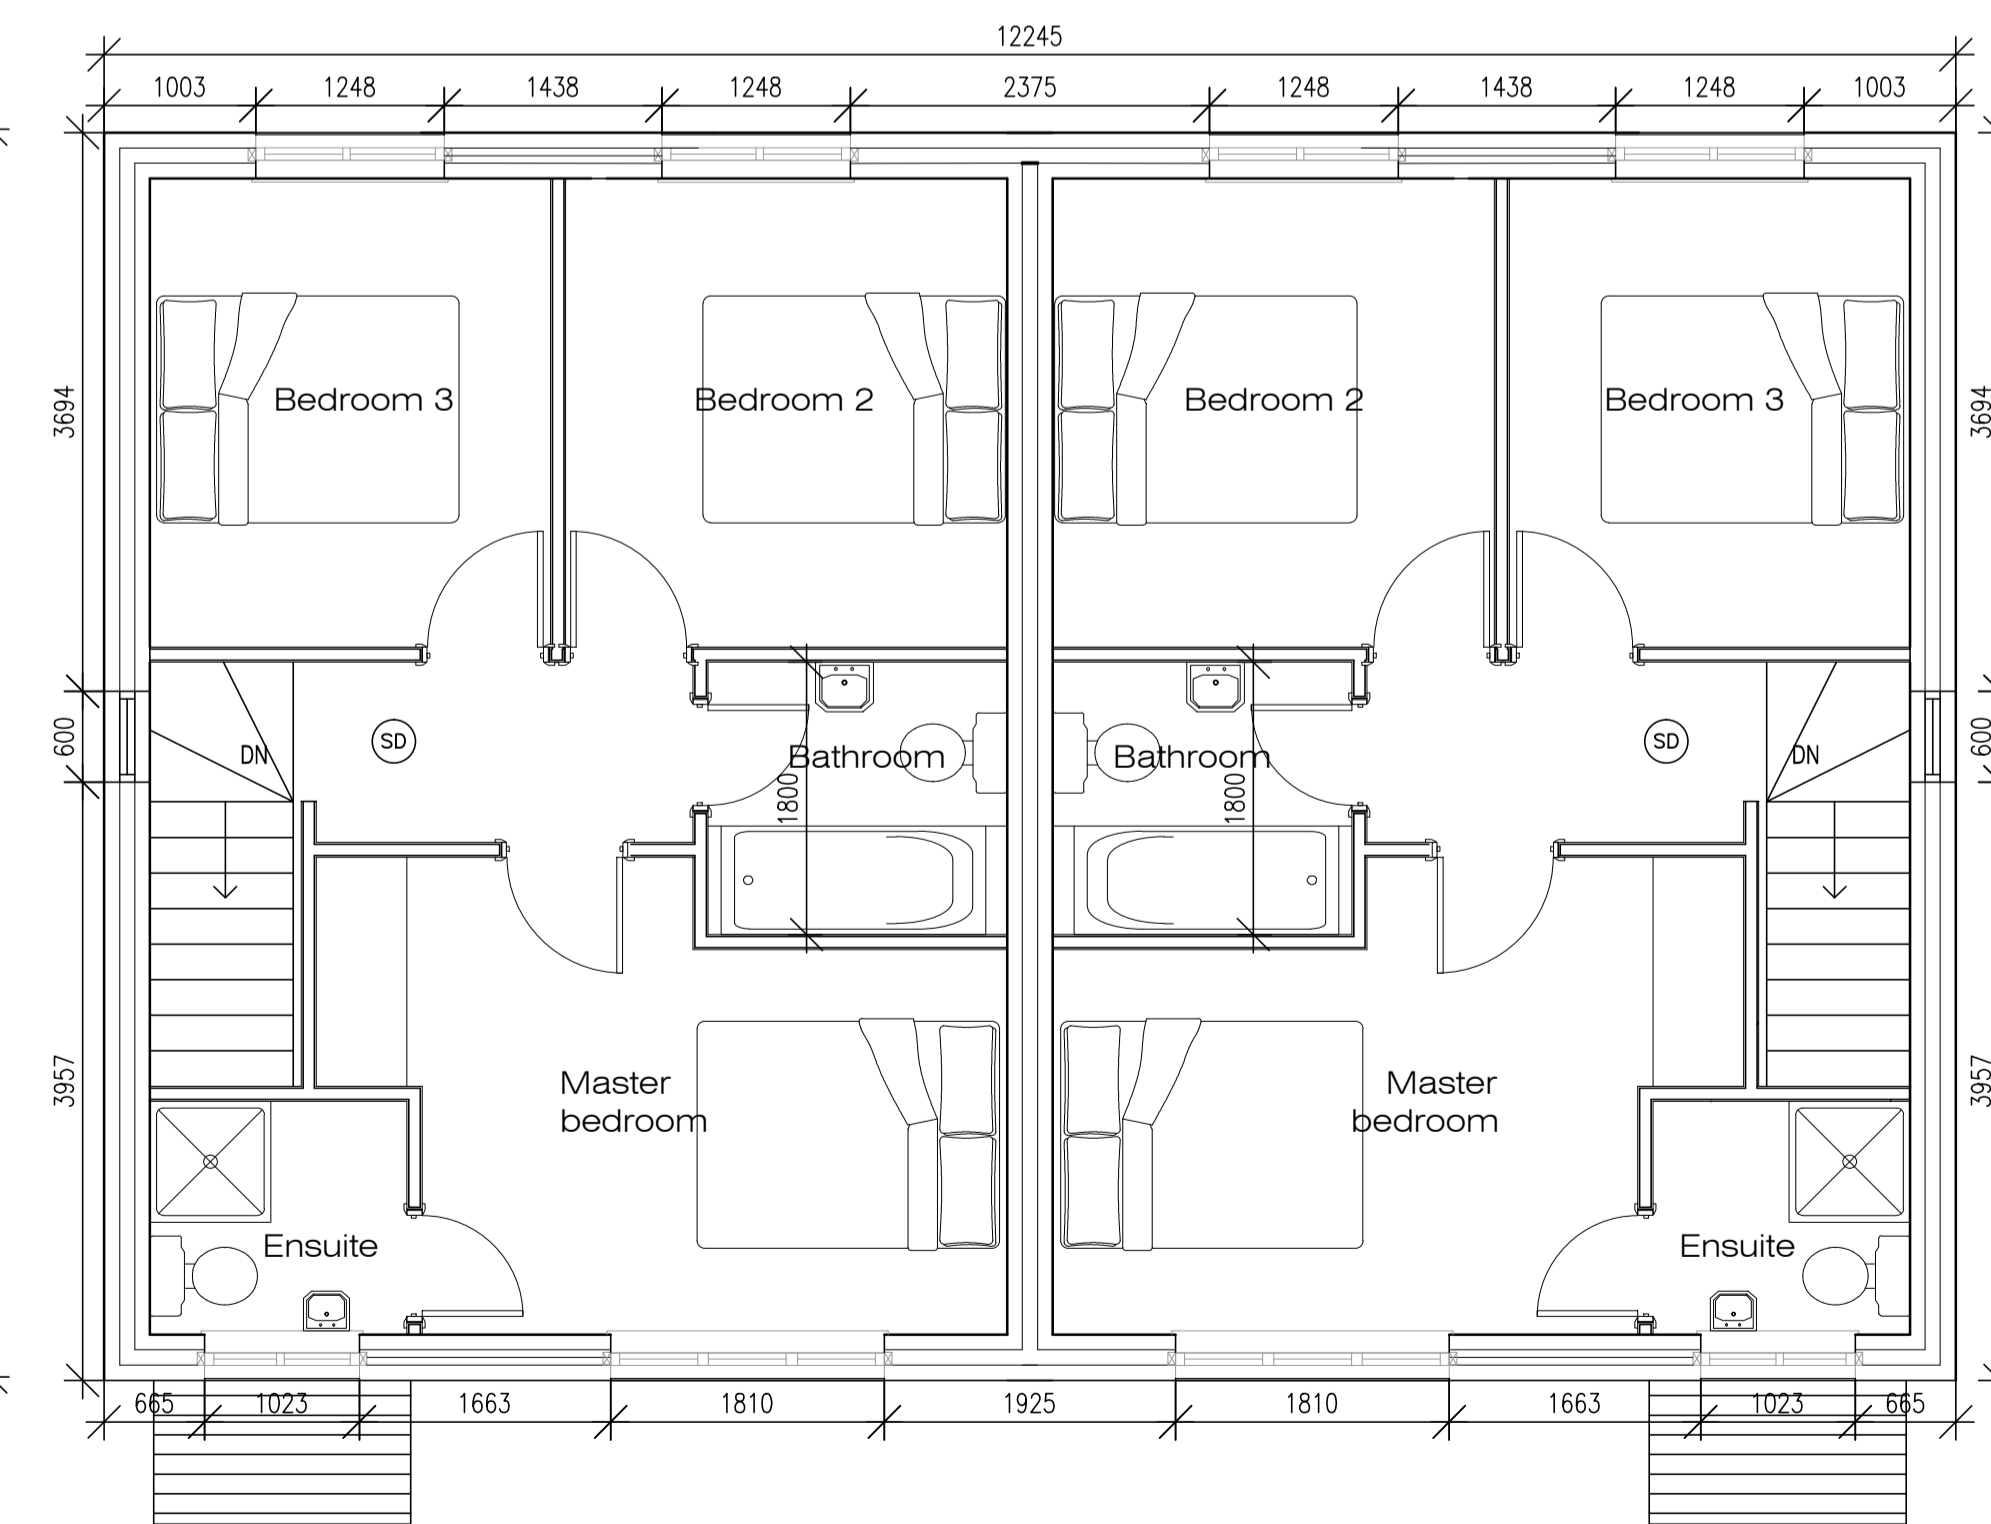 12245
1003 1248 1438 1248 2375 1248 1438 1248 1003
3694 3694
Bedroom 3 Bedroom 2 Bedroom 2 Bedroom 3
600 600
DN SD SD DN
Bathroom Bathroom
1800 1800
3957 3957
Master
bedroom
Master
bedroom
Ensuite Ensuite
665 1023 1663 1810 1925 1810 1663 1023 665